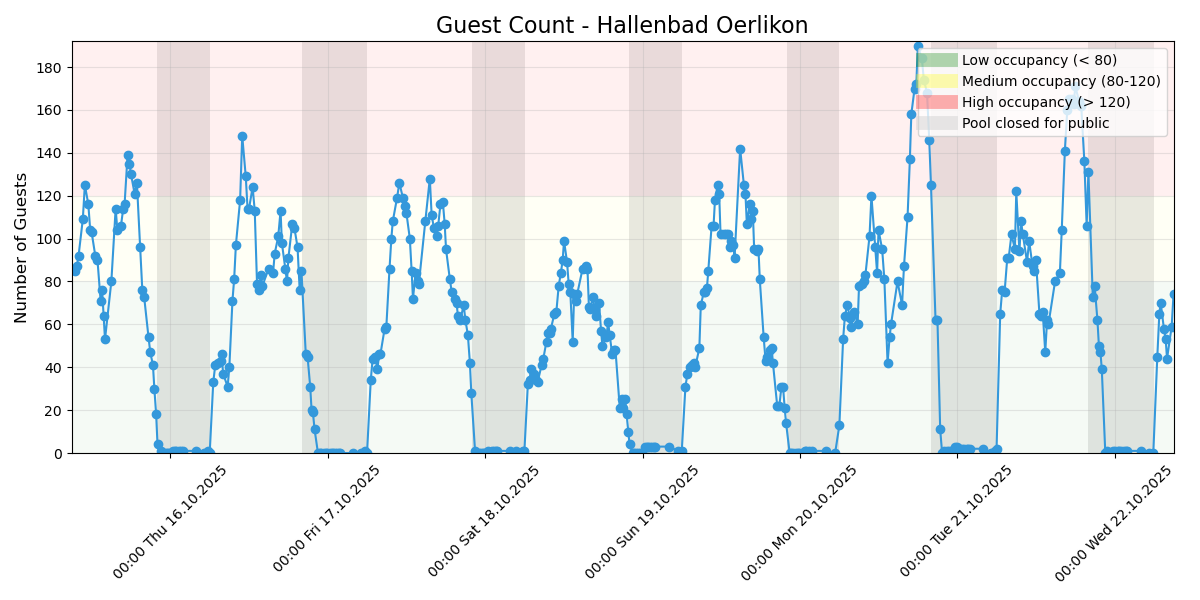 Guest Count - Hallenbad Oerlikon
Number of Guests
180
160
140
120
100
80
60
40
20
0
Low occupancy (< 80)
Medium occupancy (80-120)
High occupancy (> 120)
Pool closed for public
00:00 Thu 16.10.2025
00:00 Fri 17.10.2025
00:00 Sat 18.10.2025
00:00 Sun 19.10.2025
00:00 Mon 20.10.2025
00:00 Tue 21.10.2025
00:00 Wed 22.10.2025